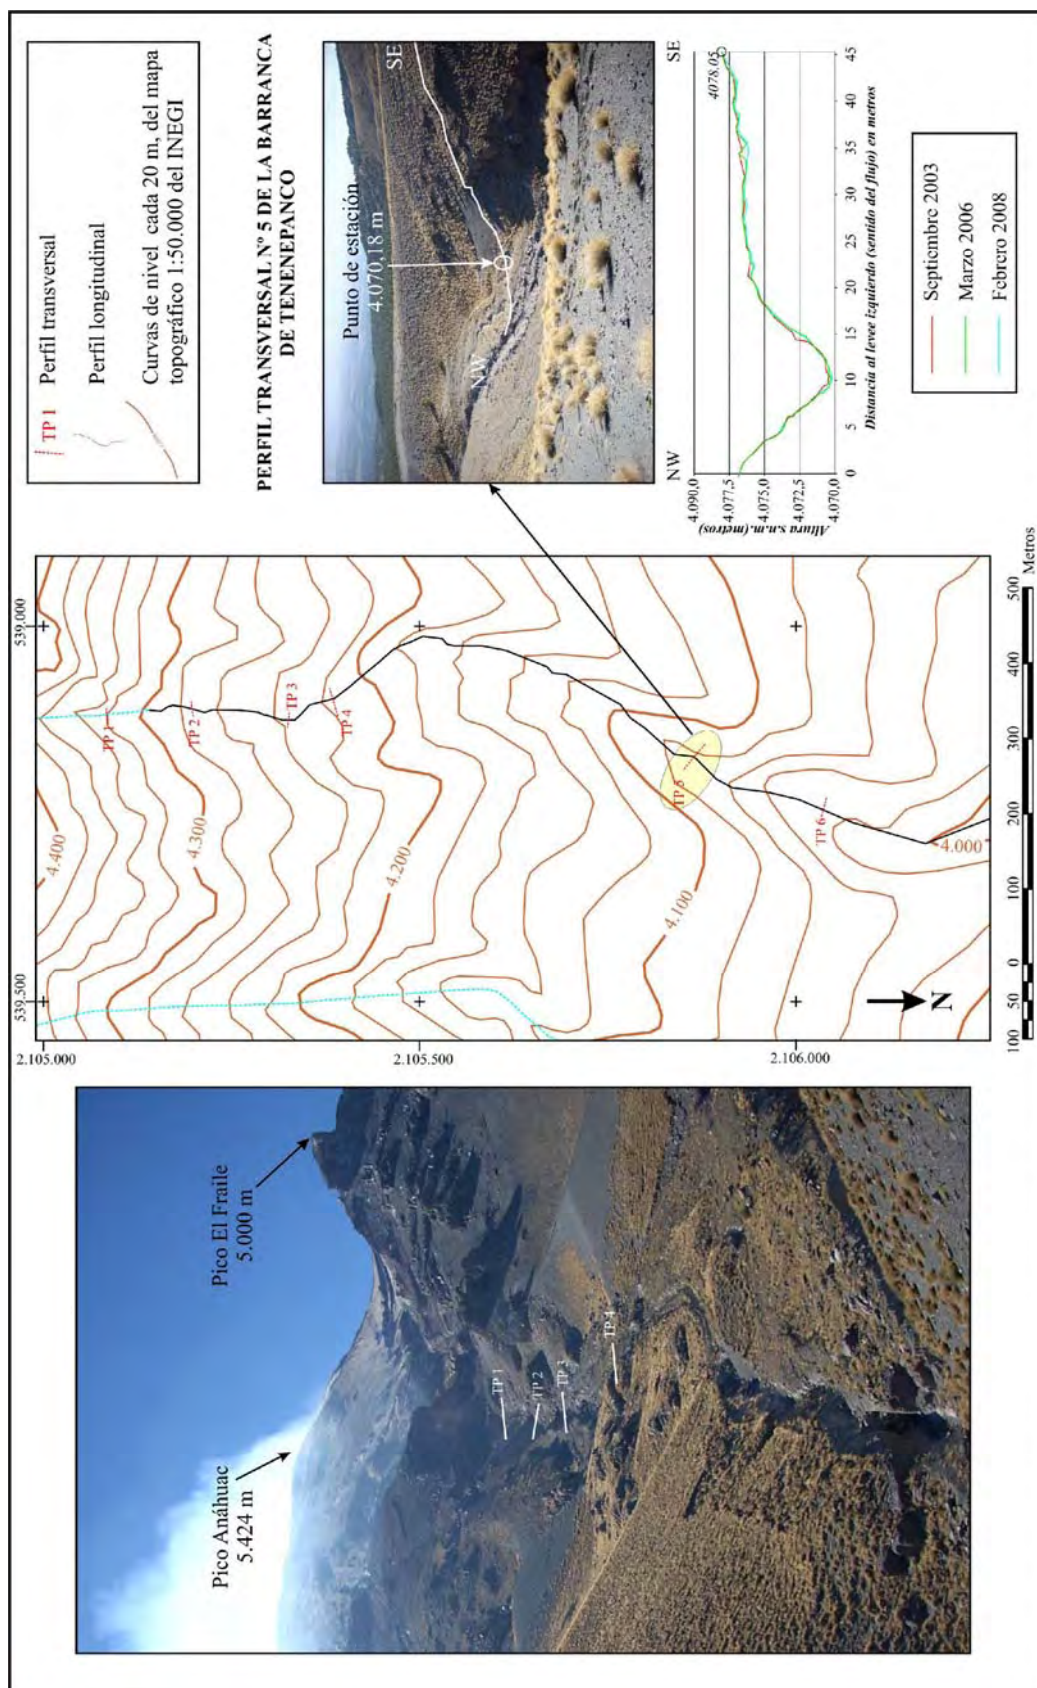 Pico Anáhuac
5.424 m
Pico El Fraile
5.000 m
TP 1
TP 2
TP 3
TP 4
539.500
539.000
2.105.000
2.105.500
2.106.000
4.400
4.300
4.200
4.100
4.000
TP 1
TP 2
TP 3
TP 4
TP 5
TP 6
N
100 50 0 100 200 300 400 500
Metros
TP 1 Perfil transversal
Perfil longitudinal
Curvas de nivel cada 20 m, del mapa
topográfico 1:50.000 del INEGI
PERFIL TRANSVERSAL Nº 5 DE LA BARRANCA
DE TENENEPANCO
Punto de estación
4.070,18 m
NW
SE
NW
SE
4078,05
4.090,0
4.077,5
4.075,0
4.072,5
4.070,0
Altura s.n.m.(metros)
0 5 10 15 20 25 30 35 40 45
Distancia al levee izquierdo (sentido del flujo) en metros
Septiembre 2003
Marzo 2006
Febrero 2008